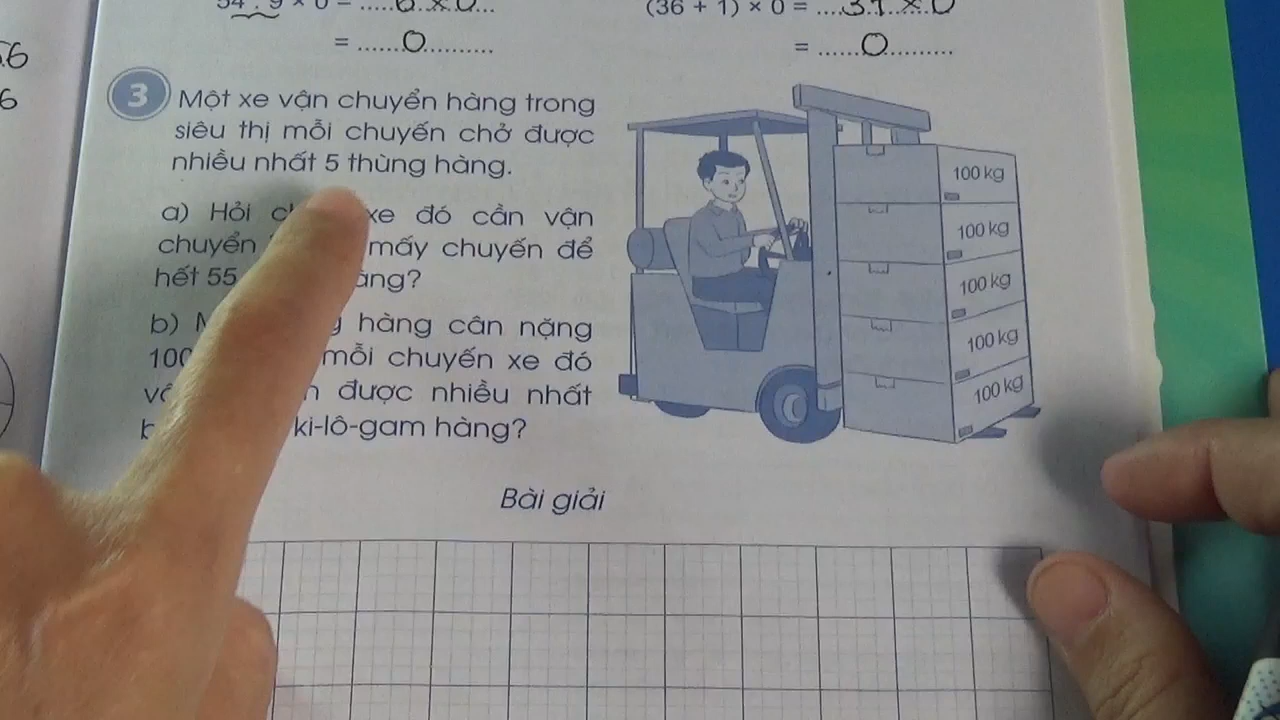 54 : 9 × 0 = ..... 6 × 0 ...
= ...... 0 ..........
(36 + 1) × 0 = .... 37 × 0
= ...... 0 ..........
6
3
Một xe vận chuyển hàng trong
siêu thị mỗi chuyến chở được
nhiều nhất 5 thùng hàng.
a) Hỏi xe đó cần vận
chuyển mấy chuyến để
hết 55
b) hàng cân nặng
mỗi chuyến xe đó
được nhiều nhất
ki-lô-gam hàng?
100 kg
100 kg
100 kg
100 kg
100 kg
Bài giải